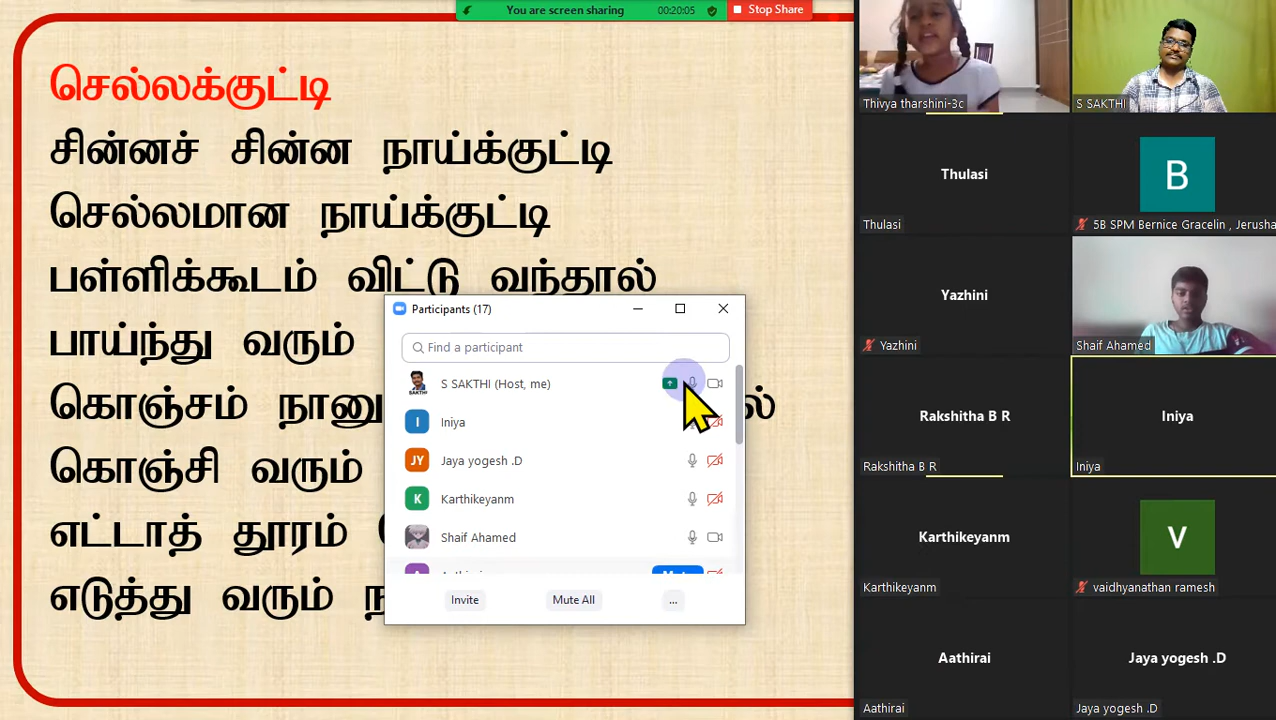 You are screen sharing 00:20:05 Stop Share
செல்லக்குட்டி
சின்னச் சின்ன நாய்க்குட்டி
செல்லமான நாய்க்குட்டி
பள்ளிக்கூடம் விட்டு வந்தால்
பாய்ந்து வரும்
கொஞ்சம் நானு ல்
கொஞ்சி வரும்
எட்டாத் தூரம்
எடுத்து வரும் ந
Participants (17)
Find a participant
S SAKTHI (Host, me)
I Iniya
JY Jaya yogesh .D
K Karthikeyanm
Shaif Ahamed
Invite Mute All ...
Thivya tharshini-3c
S SAKTHI
Thulasi
Thulasi
B
5B SPM Bernice Gracelin , Jerusha
Yazhini
Yazhini
Shaif Ahamed
Rakshitha B R
Rakshitha B R
Iniya
Iniya
Karthikeyanm
Karthikeyanm
V
vaidhyanathan ramesh
Aathirai
Aathirai
Jaya yogesh .D
Jaya yogesh .D